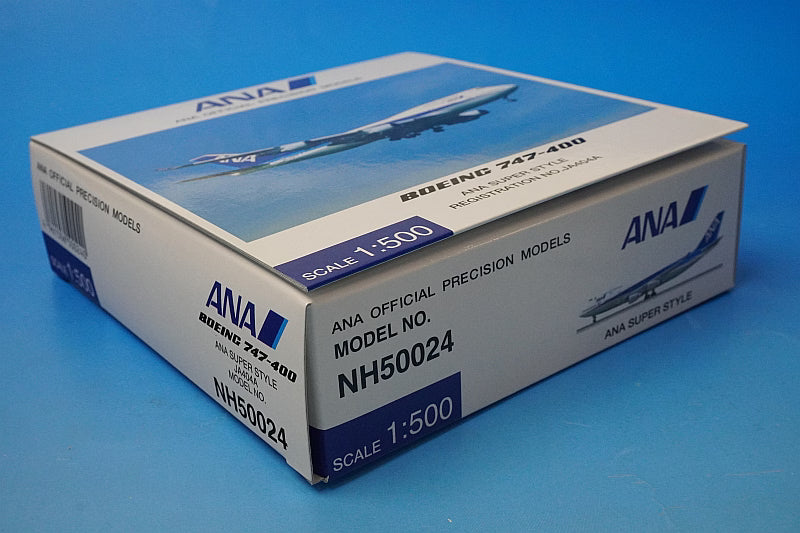 ANA
ANA OFFICIAL PRECISION MODELS
BOEING 747-400
ANA SUPER STYLE
REGISTRATION NO. JA404A
SCALE 1:500
ANA OFFICIAL PRECISION MODELS
SCALE 1:500
ANA
BOEING 747-400
ANA SUPER STYLE
JA404A
MODEL NO.
NH50024
ANA OFFICIAL PRECISION MODELS
MODEL NO.
NH50024
SCALE 1:500
ANA
ANA SUPER STYLE